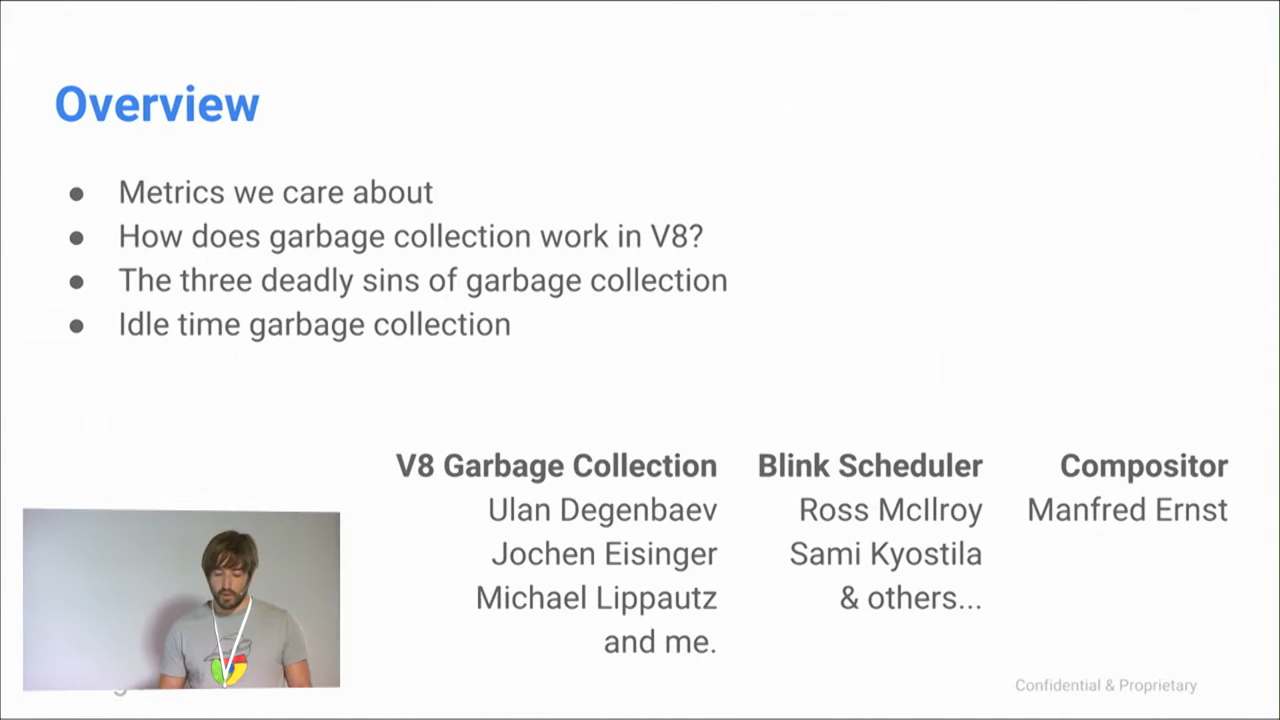 Overview
● Metrics we care about
● How does garbage collection work in V8?
● The three deadly sins of garbage collection
● Idle time garbage collection
V8 Garbage Collection
Ulan Degenbaev
Jochen Eisinger
Michael Lippautz
and me.
Blink Scheduler
Ross McIlroy
Sami Kyostila
& others...
Compositor
Manfred Ernst
Confidential & Proprietary